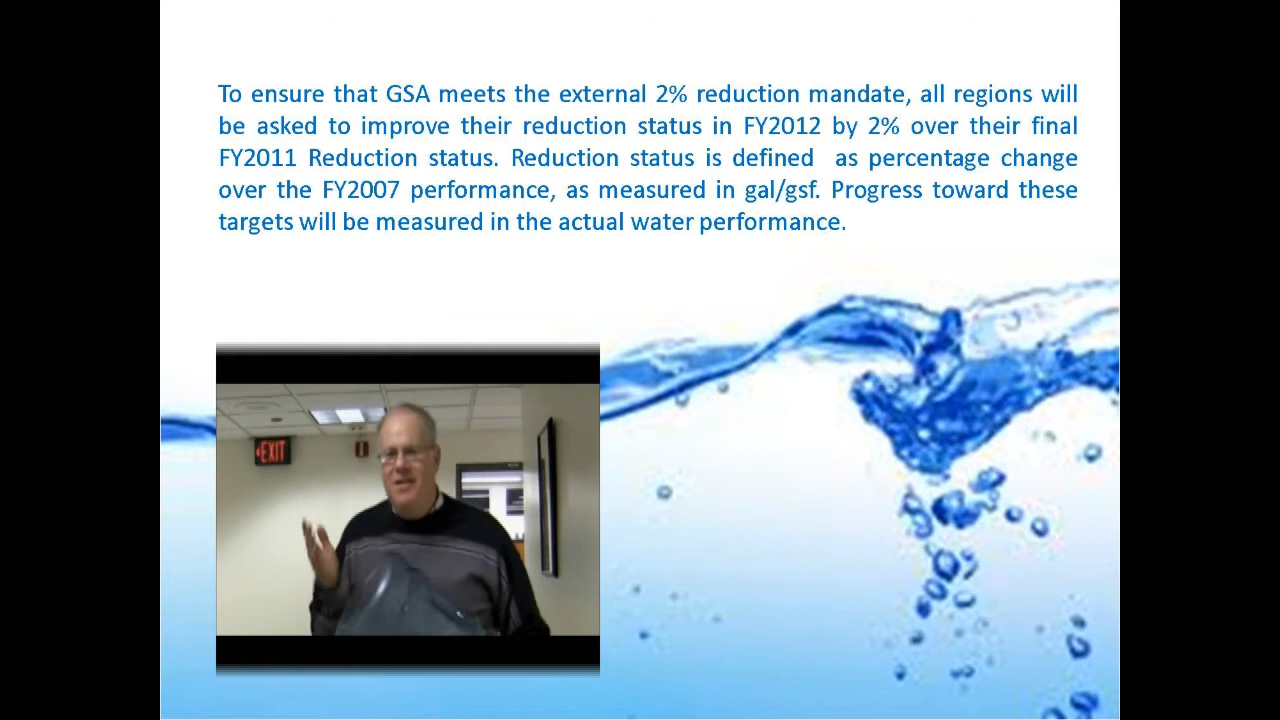 To ensure that GSA meets the external 2% reduction mandate, all regions will
be asked to improve their reduction status in FY2012 by 2% over their final
FY2011 Reduction status. Reduction status is defined  as percentage change
over the FY2007 performance, as measured in gal/gsf. Progress toward these
targets will be measured in the actual water performance.
EXIT